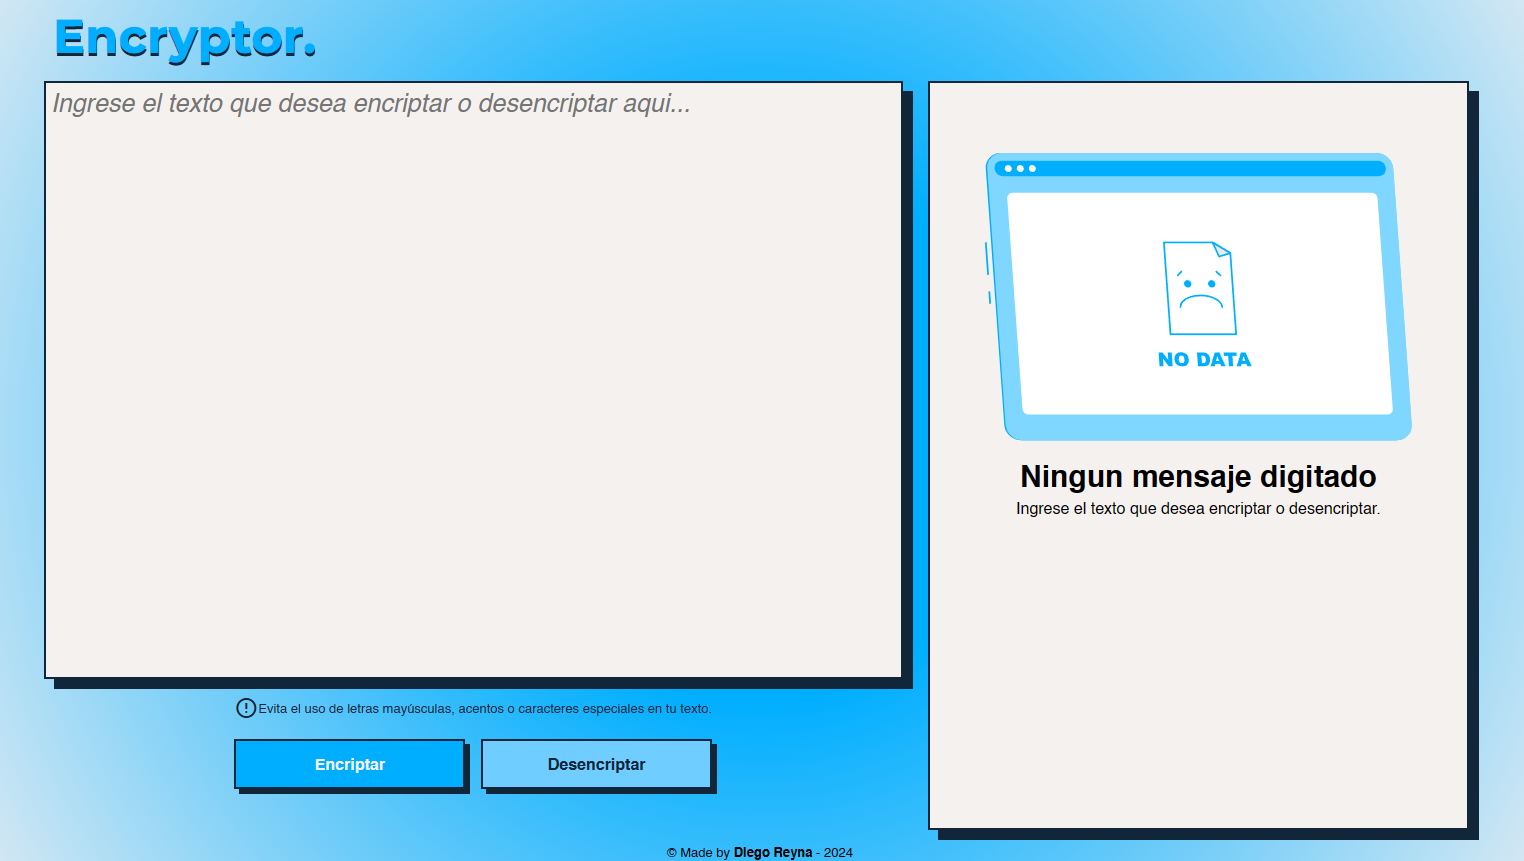 Encryptor.
Ingrese el texto que desea encriptar o desencriptar aqui...
NO DATA
Ningun mensaje digitado
Ingrese el texto que desea encriptar o desencriptar.
Evita el uso de letras mayúsculas, acentos o caracteres especiales en tu texto.
Encriptar
Desencriptar
© Made by Diego Reyna - 2024